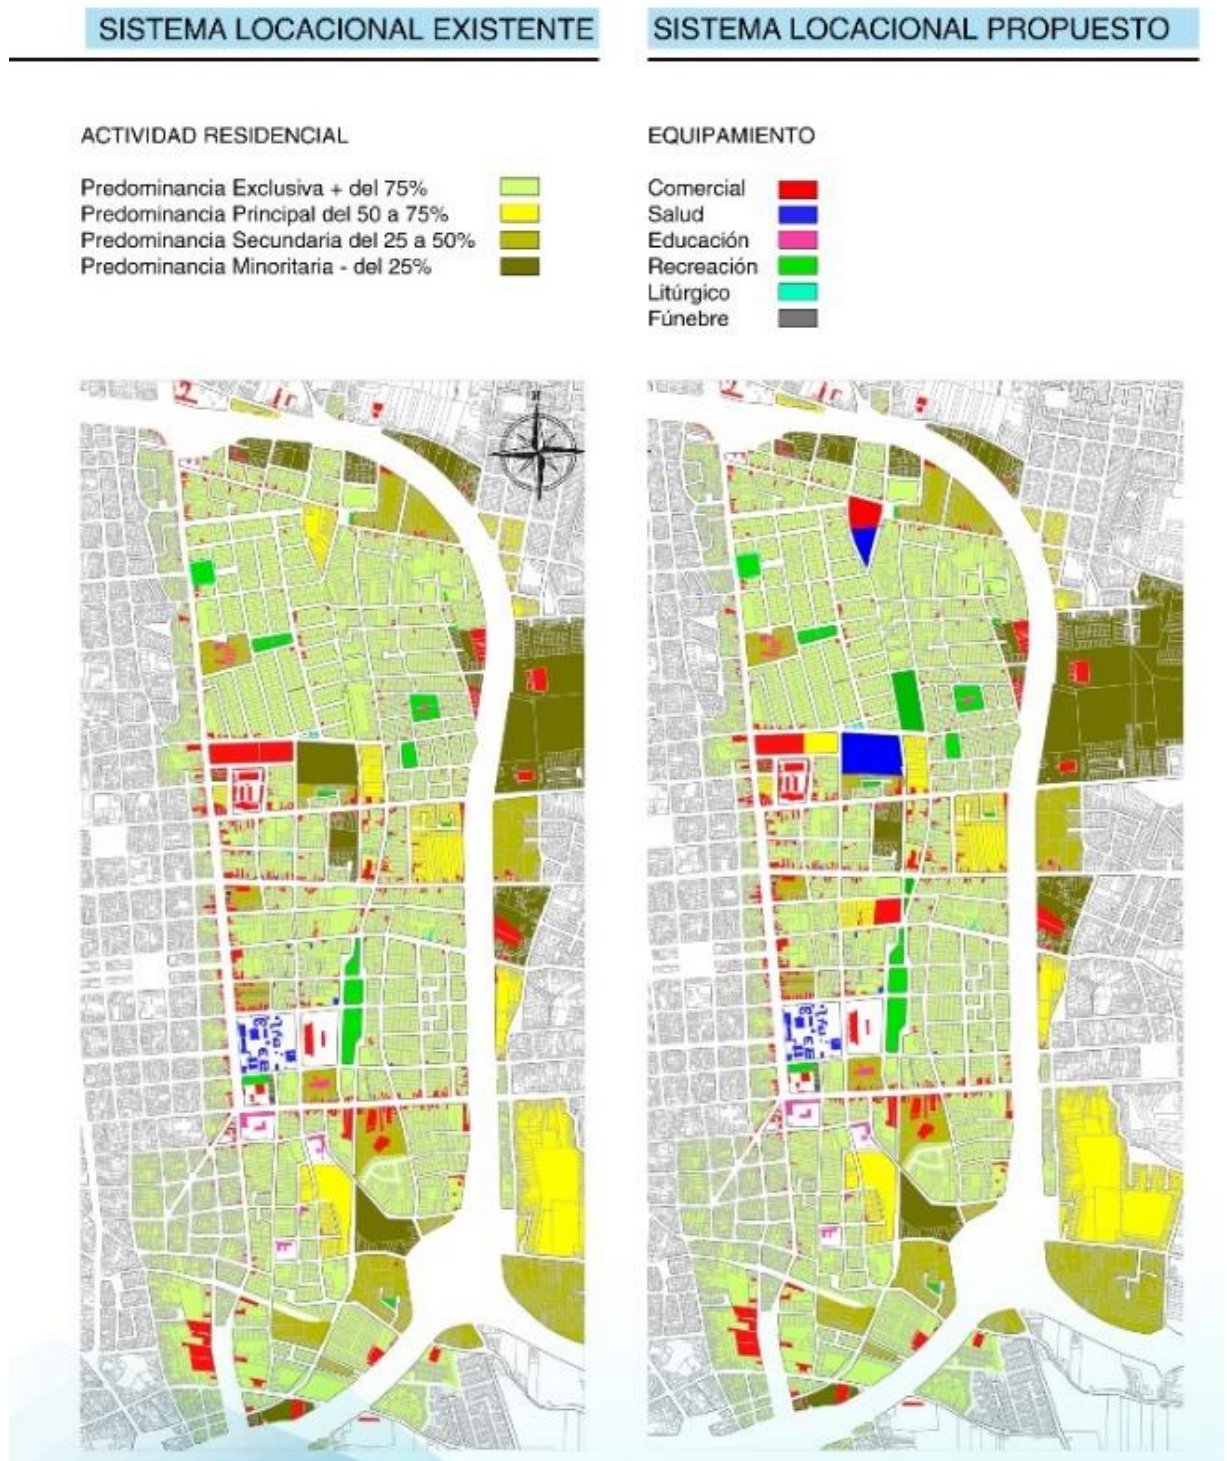 SISTEMA LOCACIONAL EXISTENTE
SISTEMA LOCACIONAL PROPUESTO
ACTIVIDAD RESIDENCIAL
Predominancia Exclusiva + del 75%
Predominancia Principal del 50 a 75%
Predominancia Secundaria del 25 a 50%
Predominancia Minoritaria - del 25%
EQUIPAMIENTO
Comercial
Salud
Educación
Recreación
Litúrgico
Fúnebre